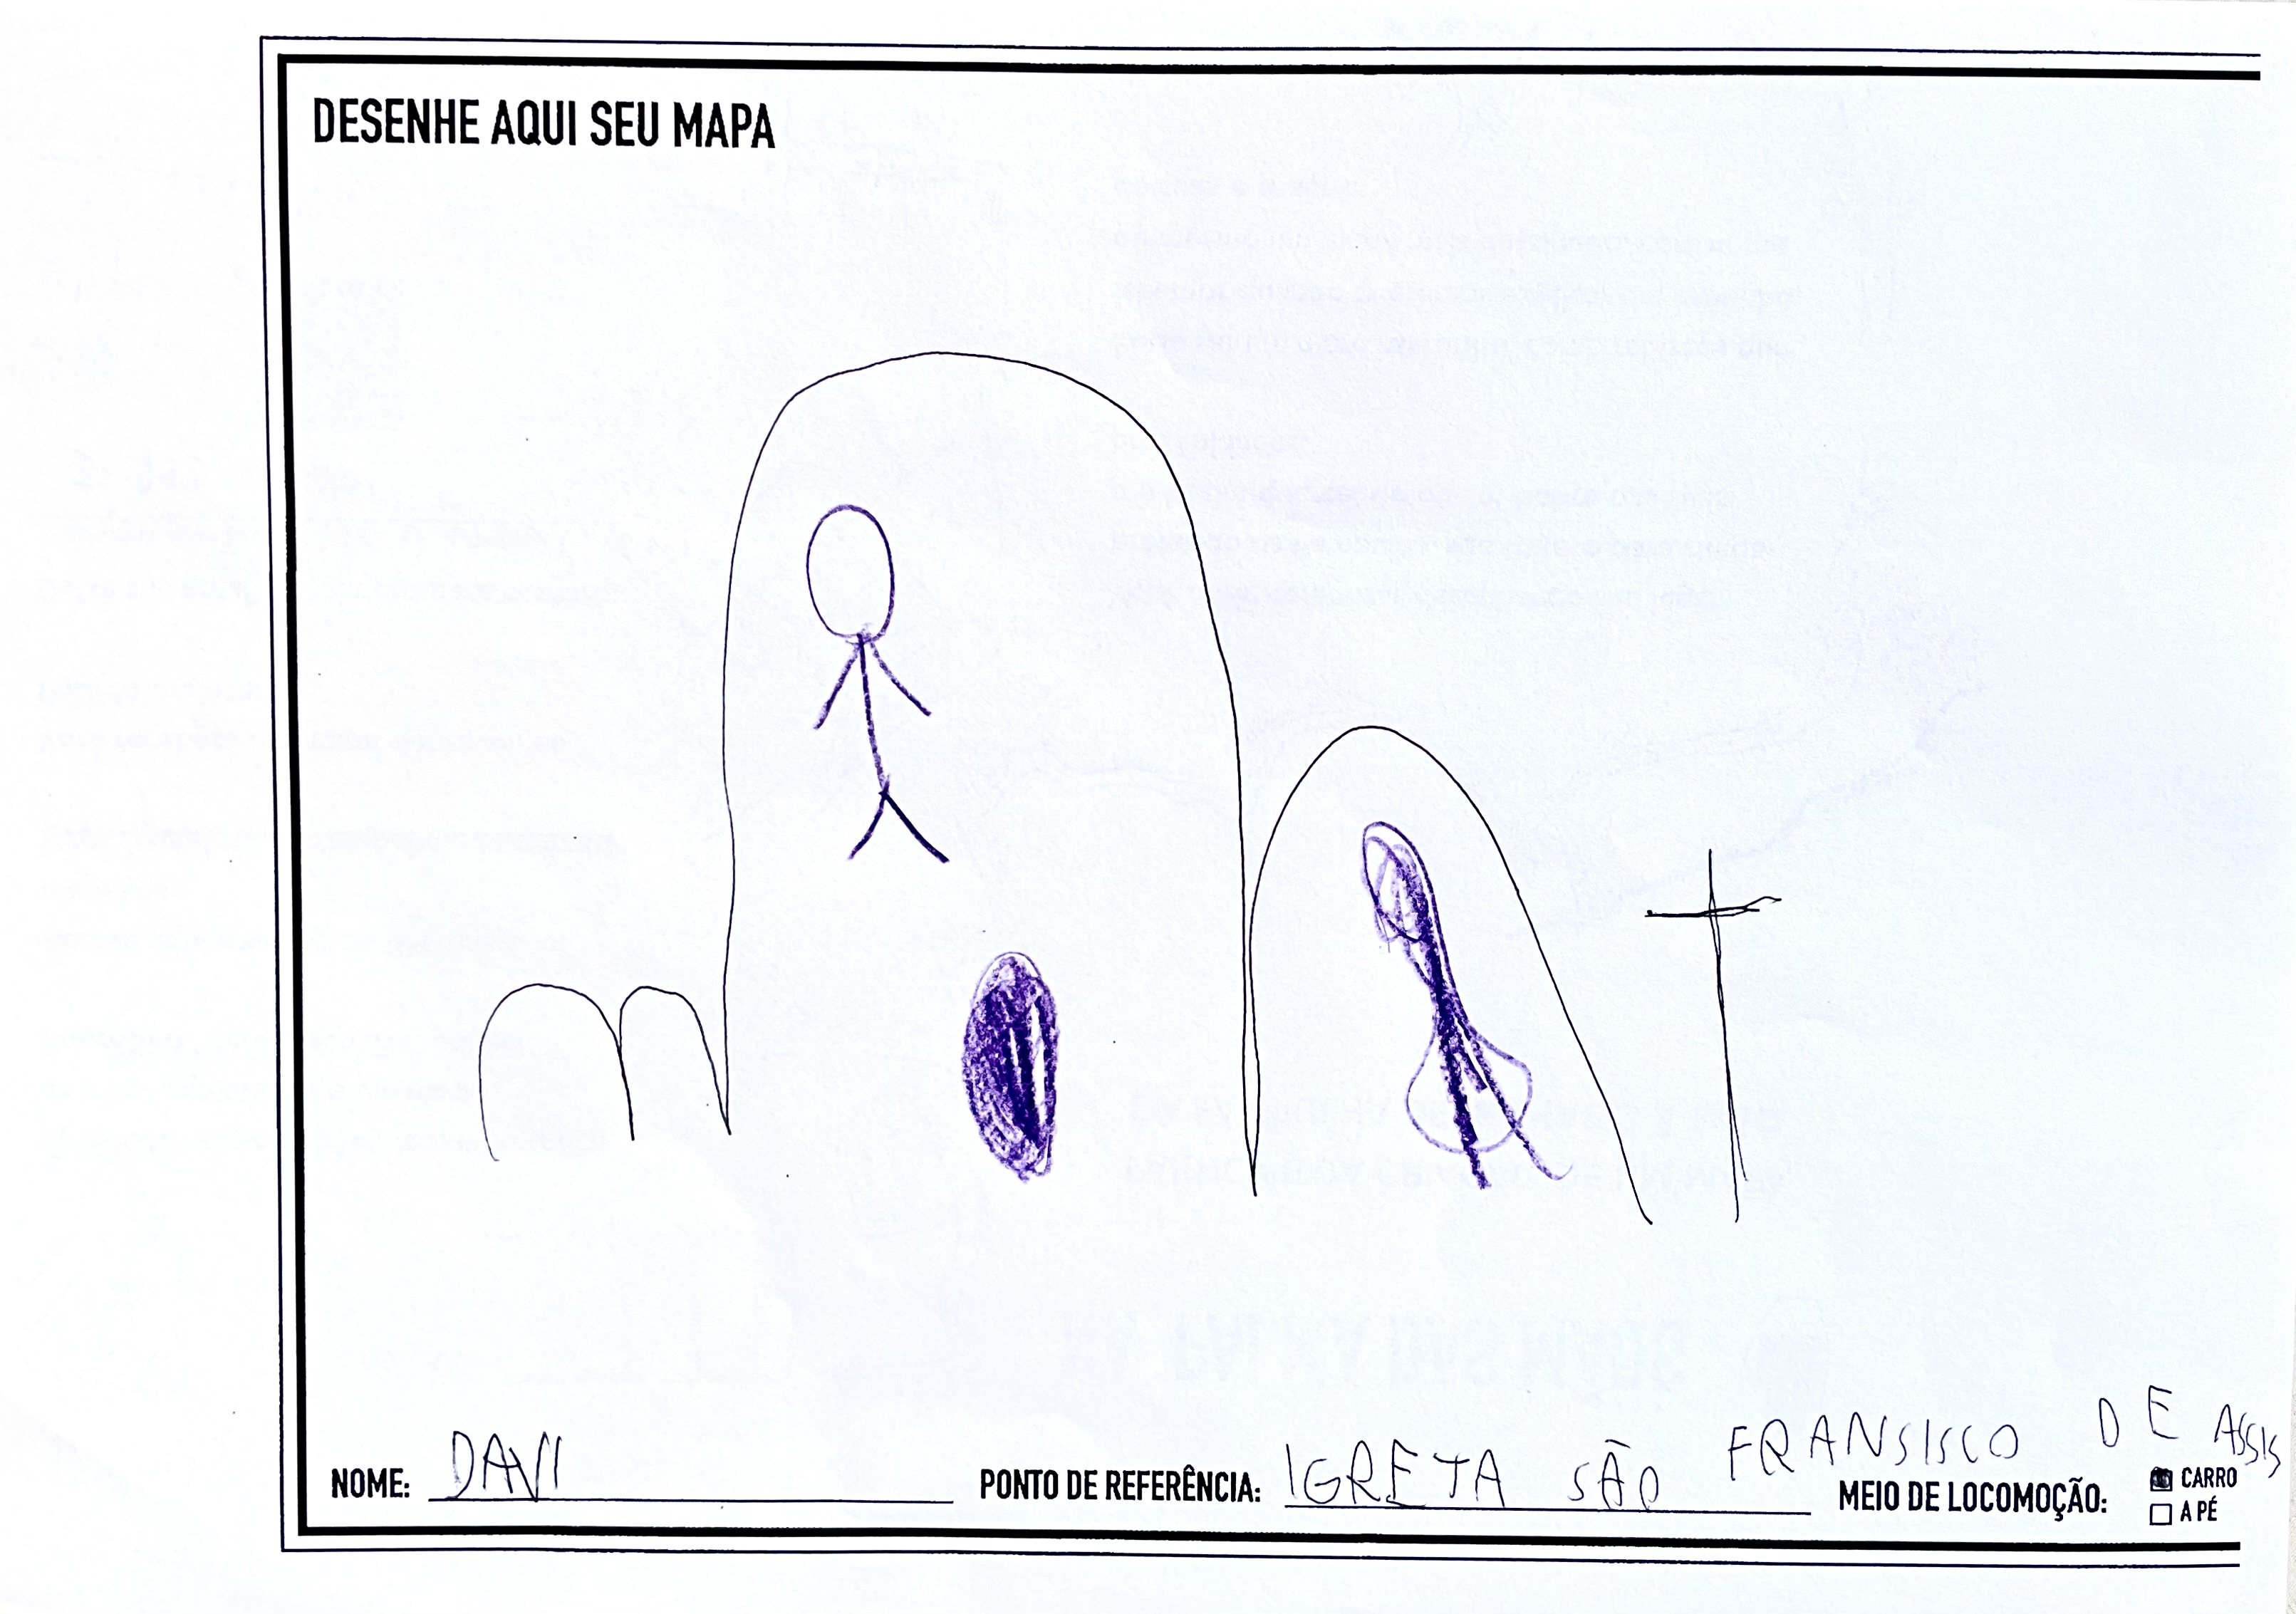 DESENHE AQUI SEU MAPA
NOME: DAVI
PONTO DE REFERÊNCIA: IGREJA SÃO FRANSISCO DE ASSIS
MEIO DE LOCOMOÇÃO:
CARRO
A PÉ